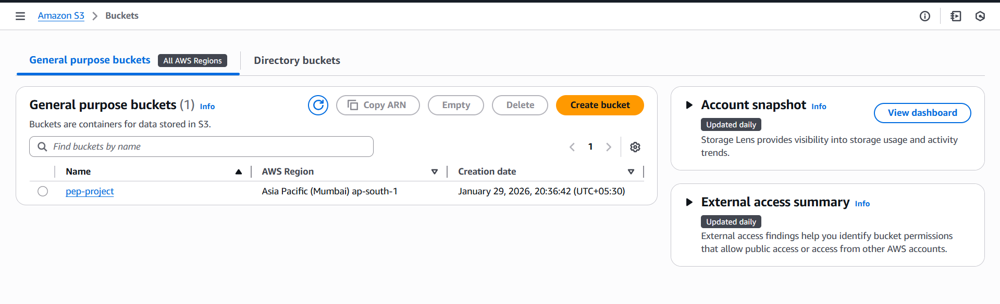 Amazon S3 > Buckets
General purpose buckets All AWS Regions Directory buckets
General purpose buckets (1) Info
Copy ARN Empty Delete Create bucket
Buckets are containers for data stored in S3.
Find buckets by name
1
Name AWS Region Creation date
pep-project Asia Pacific (Mumbai) ap-south-1 January 29, 2026, 20:36:42 (UTC+05:30)
Account snapshot Info
View dashboard
Updated daily
Storage Lens provides visibility into storage usage and activity
trends.
External access summary Info
Updated daily
External access findings help you identify bucket permissions
that allow public access or access from other AWS accounts.